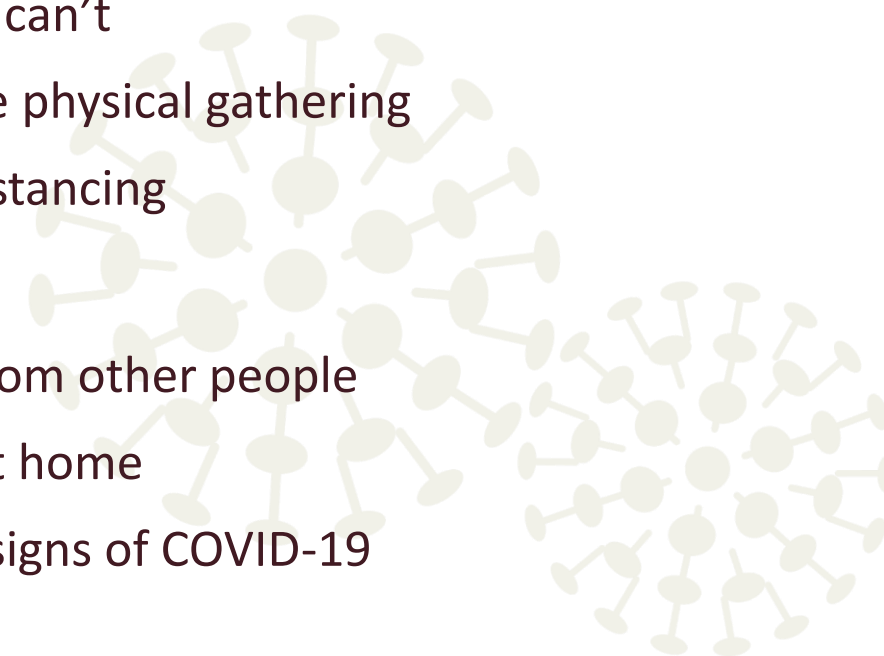 can’t
e physical gathering
stancing
om other people
t home
signs of COVID-19